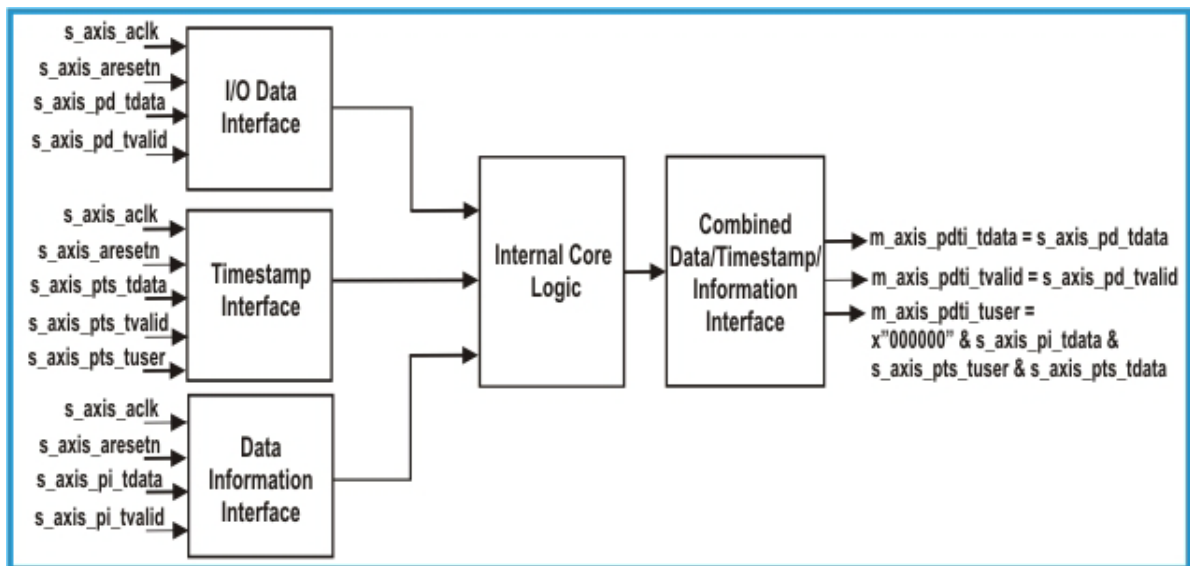 s_axis_aclk
s_axis_aresetn
s_axis_pd_tdata
s_axis_pd_tvalid
I/O Data
Interface
s_axis_aclk
s_axis_aresetn
s_axis_pts_tdata
s_axis_pts_tvalid
s_axis_pts_tuser
Timestamp
Interface
s_axis_aclk
s_axis_aresetn
s_axis_pi_tdata
s_axis_pi_tvalid
Data
Information
Interface
Internal Core
Logic
Combined
Data/Timestamp/
Information
Interface
m_axis_pdti_tdata = s_axis_pd_tdata
m_axis_pdti_tvalid = s_axis_pd_tvalid
m_axis_pdti_tuser =
x”000000” & s_axis_pi_tdata &
s_axis_pts_tuser & s_axis_pts_tdata